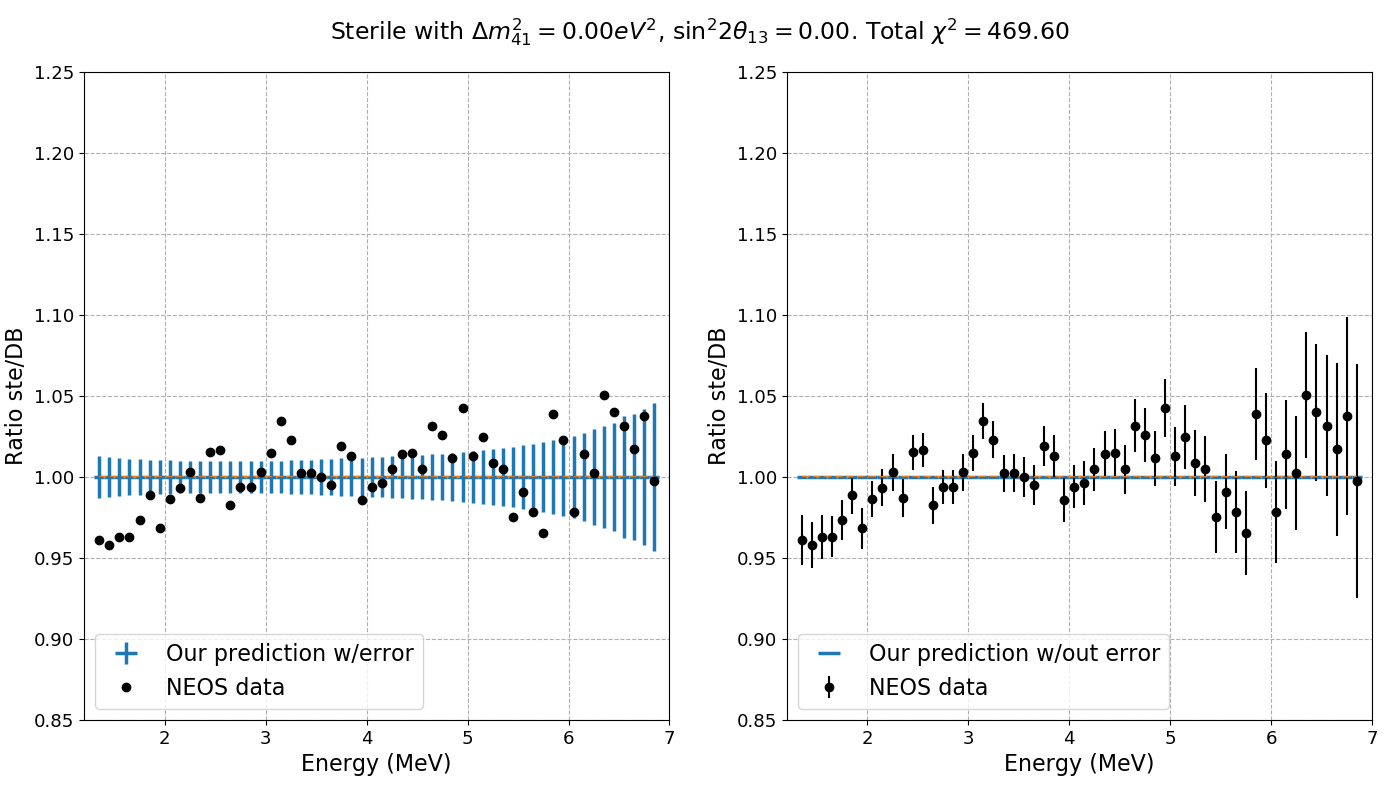 Sterile with Δm²₄₁ = 0.00eV², sin²2θ₁₃ = 0.00. Total χ² = 469.60
Ratio ste/DB
1.25
1.20
1.15
1.10
1.05
1.00
0.95
0.90
0.85
Our prediction w/error
NEOS data
2 3 4 5 6 7
Energy (MeV)
Ratio ste/DB
1.25
1.20
1.15
1.10
1.05
1.00
0.95
0.90
0.85
Our prediction w/out error
NEOS data
2 3 4 5 6 7
Energy (MeV)